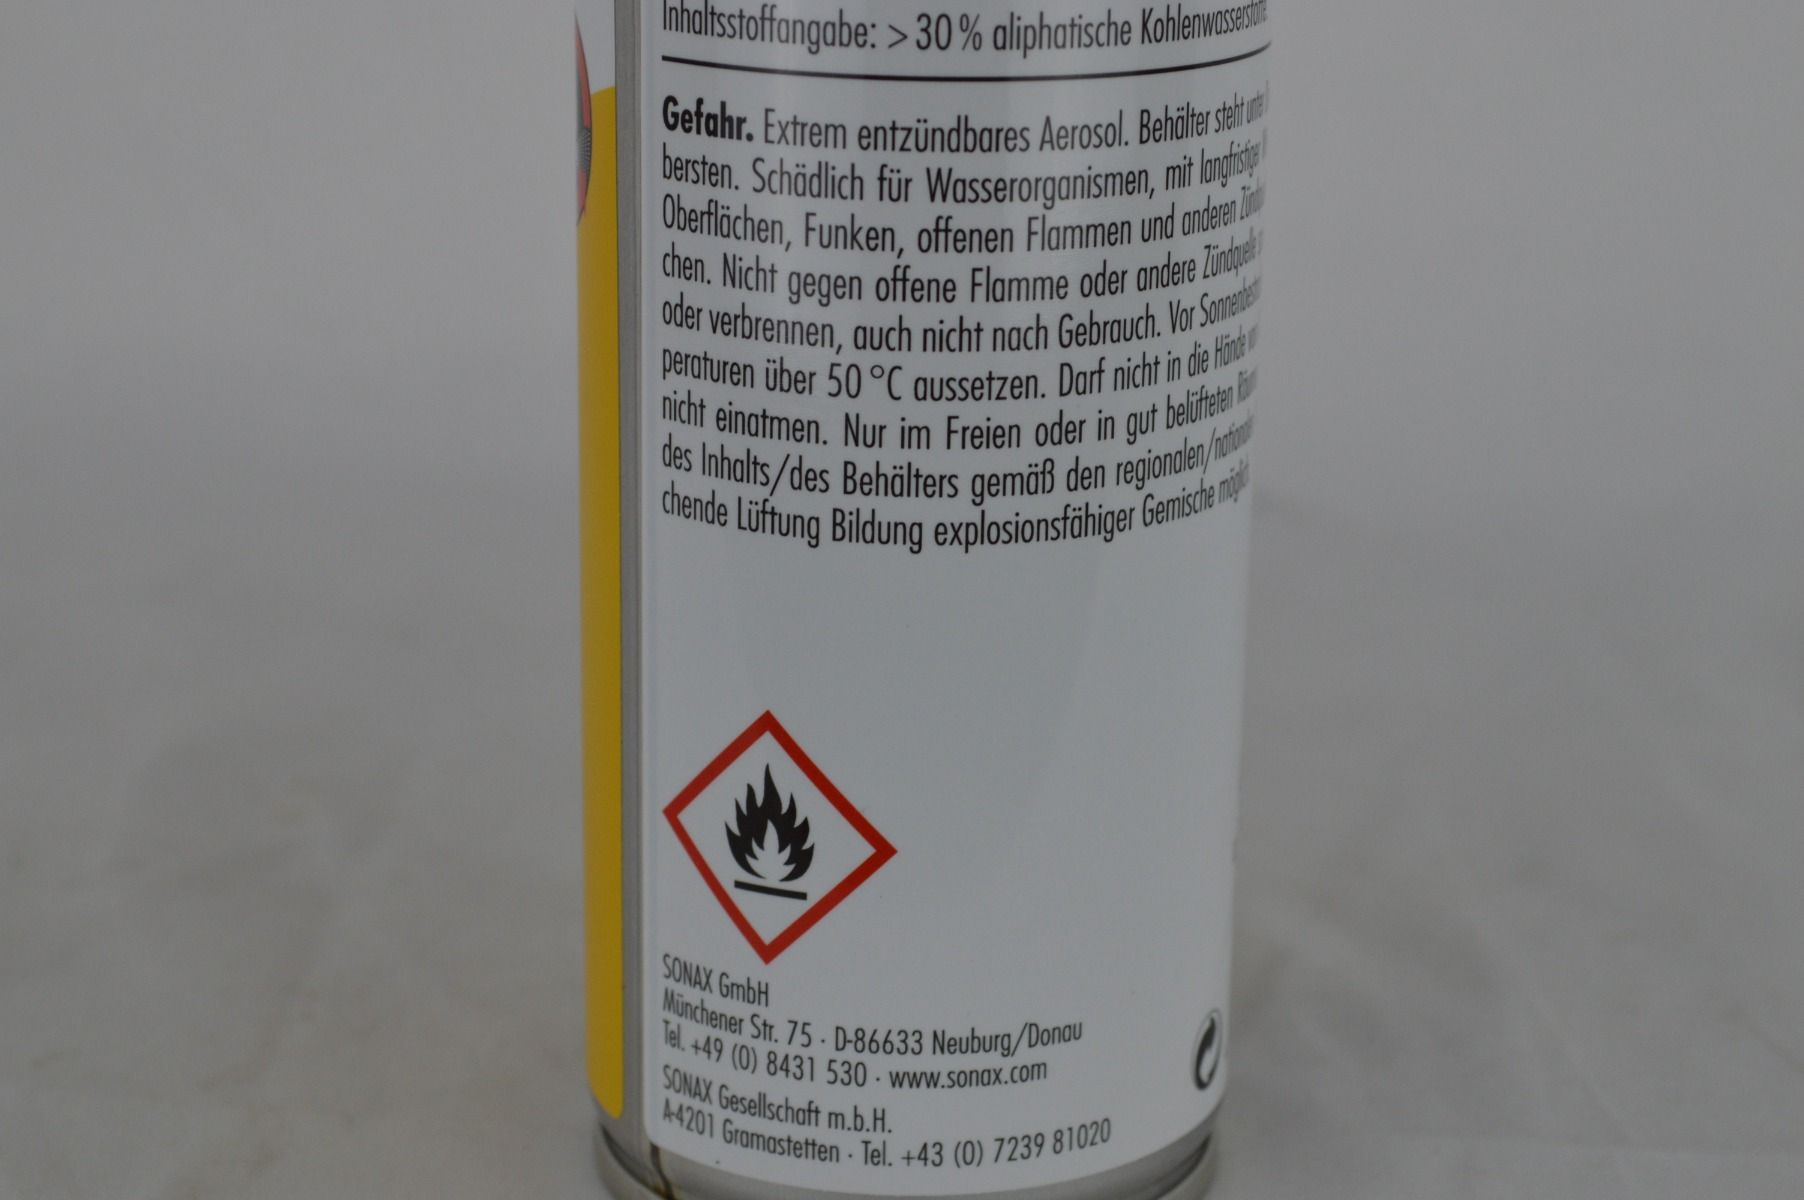 Inhaltsstoffangabe: > 30 % aliphatische Kohlenwasserstoffe
Gefahr. Extrem entzündbares Aerosol. Behälter steht unter
bersten. Schädlich für Wasserorganismen, mit langfristiger
Oberflächen, Funken, offenen Flammen und anderen
chen. Nicht gegen offene Flamme oder andere Zündquelle
oder verbrennen, auch nicht nach Gebrauch. Vor
peraturen über 50 °C aussetzen. Darf nicht in die Hände
nicht einatmen. Nur im Freien oder in gut belüfteten
des Inhalts/des Behälters gemäß den regionalen/nationalen
chende Lüftung Bildung explosionsfähiger Gemische möglich
SONAX GmbH
Münchener Str. 75 · D-86633 Neuburg/Donau
Tel. +49 (0) 8431 530 · www.sonax.com
SONAX Gesellschaft m.b.H.
A-4201 Gramastetten · Tel. +43 (0) 7239 81020